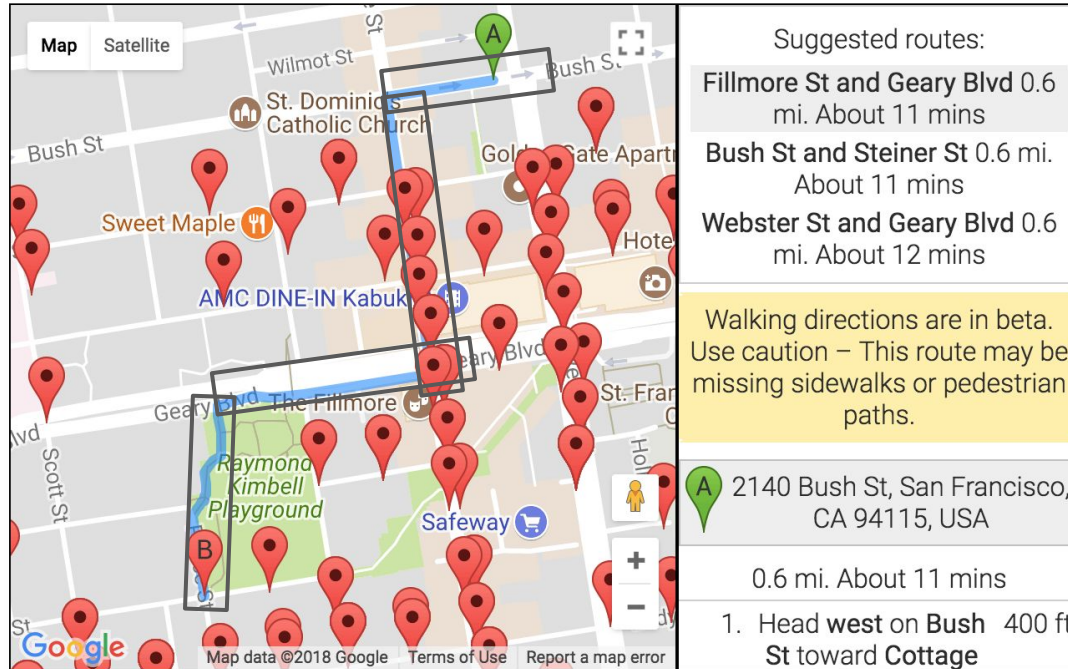 Map
Satellite
Wilmot St
A
Bush St
St. Dominic's
Catholic Church
Bush St
Sweet Maple
Hote
AMC DINE-IN Kabuk
Geary Blvd
The Fillmore
St. Fran
Raymond
Kimbell
Playground
Scott St
lvd
Safeway
B
St
Google
Map data ©2018 Google
Terms of Use
Report a map error
Suggested routes:
Fillmore St and Geary Blvd 0.6
mi. About 11 mins
Bush St and Steiner St 0.6 mi.
About 11 mins
Webster St and Geary Blvd 0.6
mi. About 12 mins
Walking directions are in beta.
Use caution – This route may be
missing sidewalks or pedestrian
paths.
A
2140 Bush St, San Francisco,
CA 94115, USA
0.6 mi. About 11 mins
1. Head west on Bush 400 ft
St toward Cottage